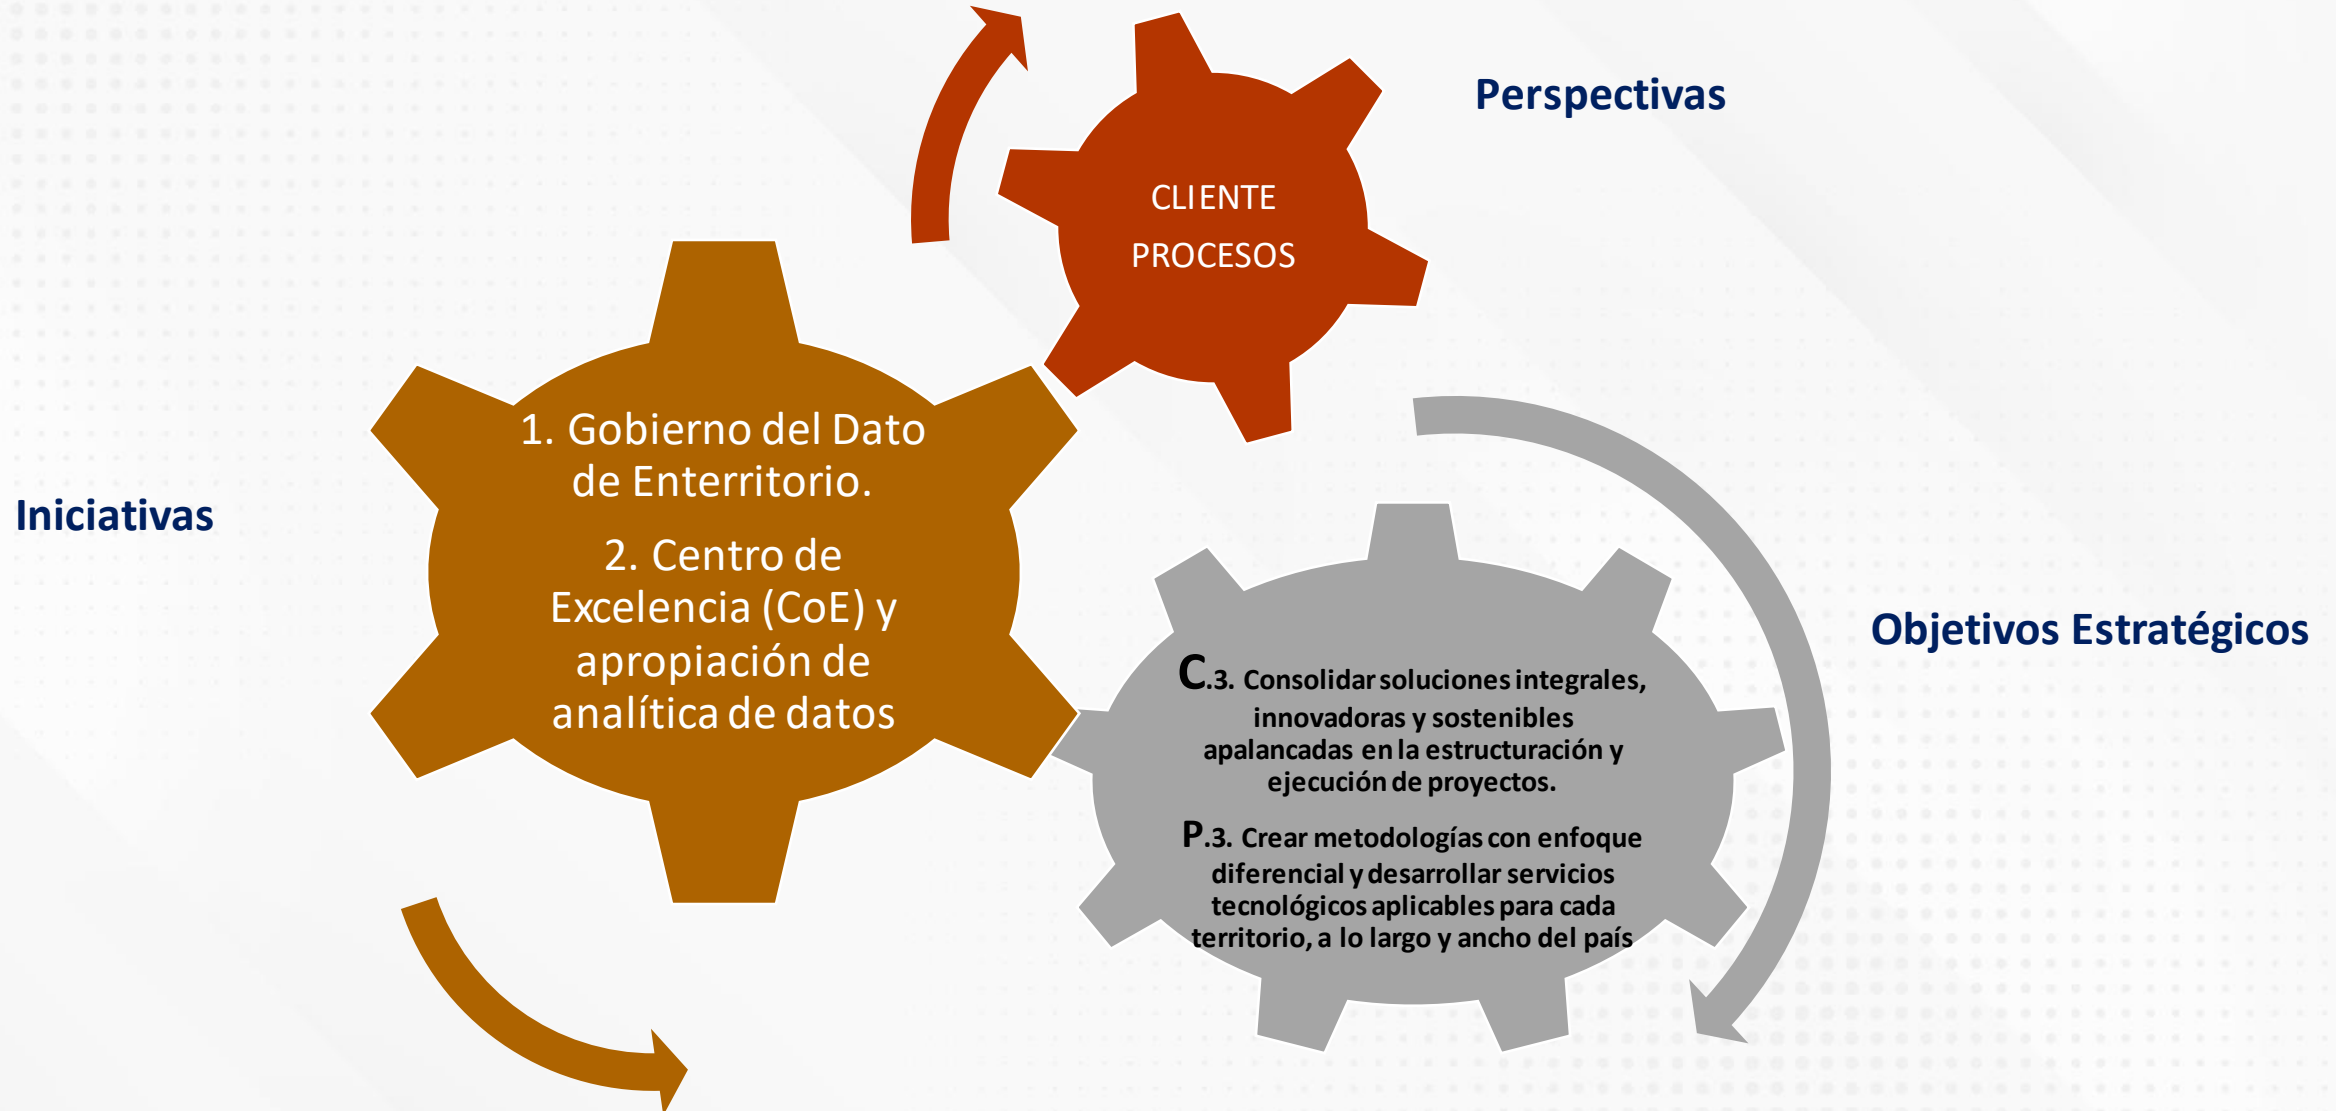 Perspectivas
CLIENTE
PROCESOS
Iniciativas
1. Gobierno del Dato
de Enterritorio.
2. Centro de
Excelencia (CoE) y
apropiación de
analítica de datos
Objetivos Estratégicos
C.3. Consolidar soluciones integrales,
innovadoras y sostenibles
apalancadas en la estructuración y
ejecución de proyectos.
P.3. Crear metodologías con enfoque
diferencial y desarrollar servicios
tecnológicos aplicables para cada
territorio, a lo largo y ancho del país